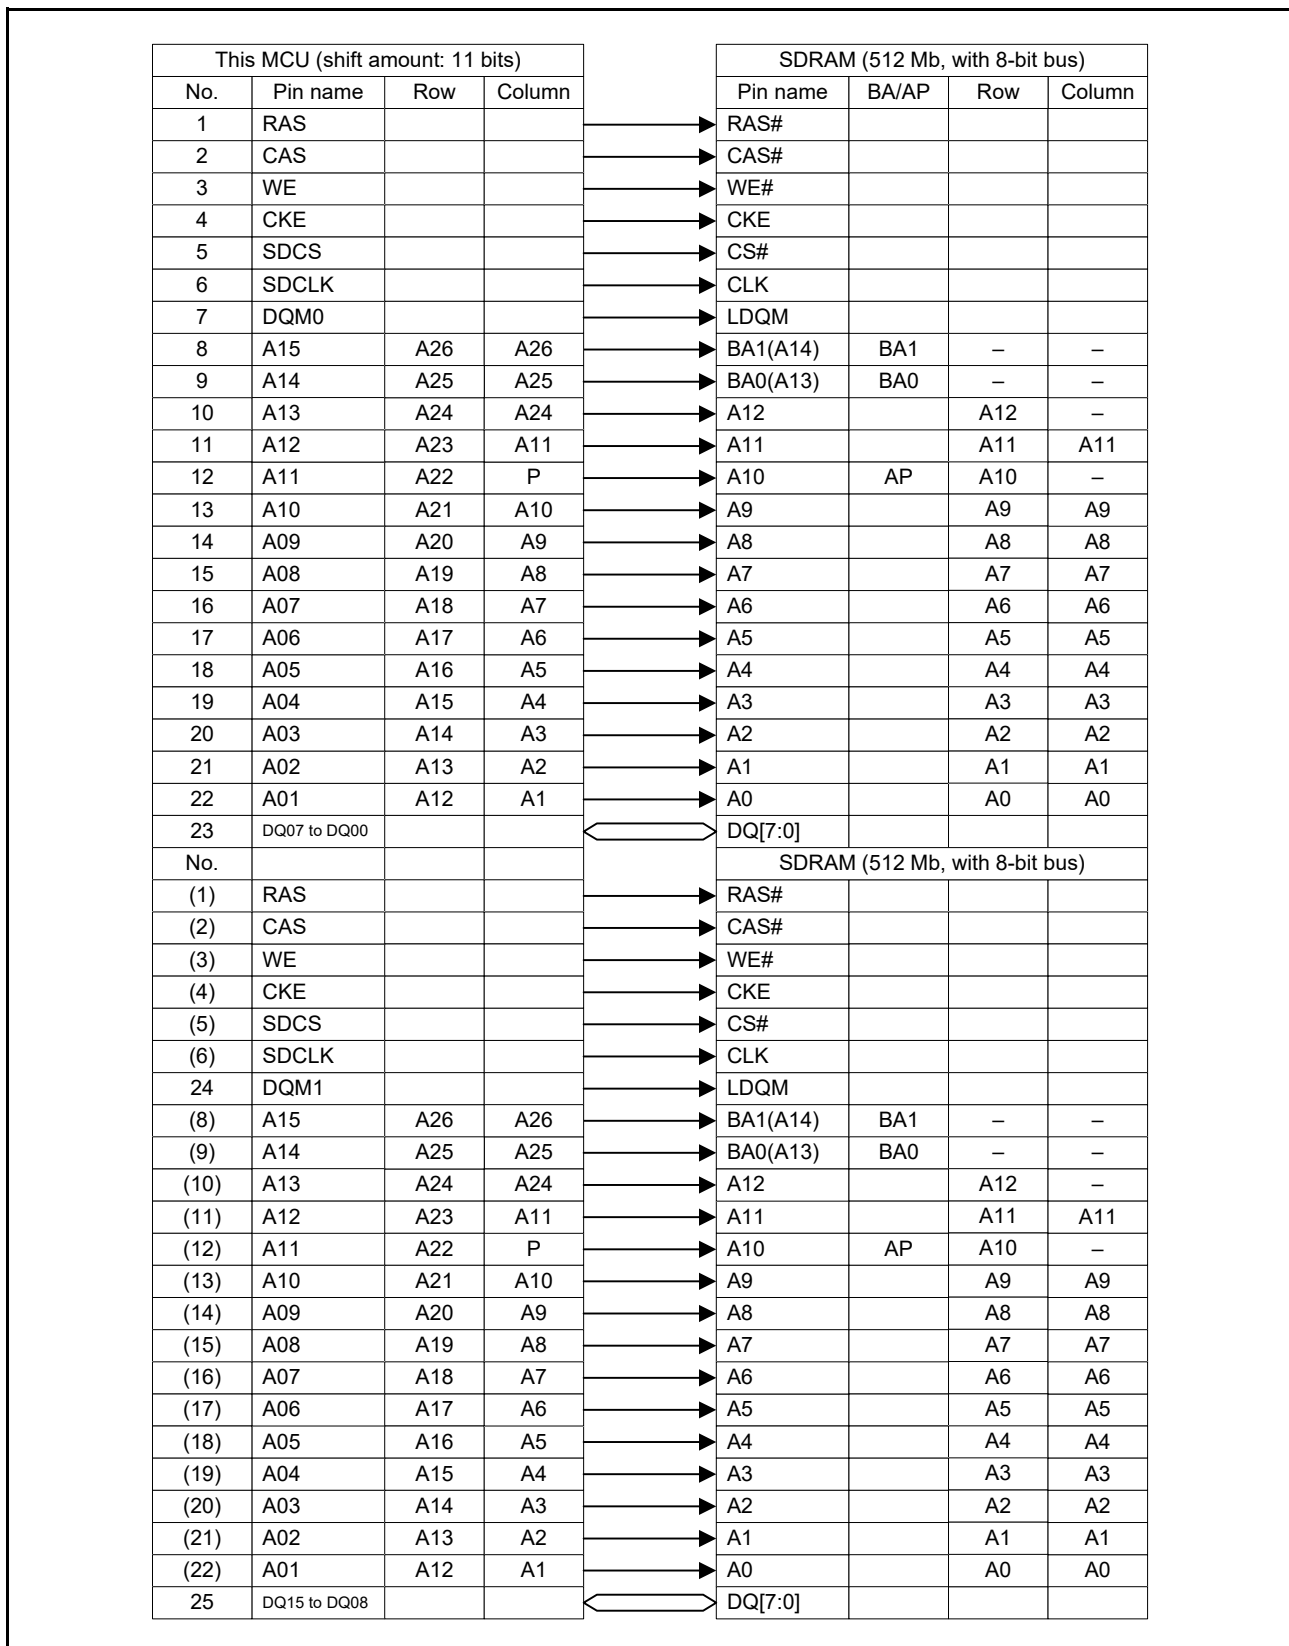 This MCU (shift amount: 11 bits) SDRAM (512 Mb, with 8-bit bus)
No. Pin name Row Column Pin name BA/AP Row Column
1 RAS RAS#
2 CAS CAS#
3 WE WE#
4 CKE CKE
5 SDCS CS#
6 SDCLK CLK
7 DQM0 LDQM
8 A15 A26 A26 BA1(A14) BA1 – –
9 A14 A25 A25 BA0(A13) BA0 – –
10 A13 A24 A24 A12 A12 –
11 A12 A23 A11 A11 A11 A11
12 A11 A22 P A10 AP A10 –
13 A10 A21 A10 A9 A9 A9
14 A09 A20 A9 A8 A8 A8
15 A08 A19 A8 A7 A7 A7
16 A07 A18 A7 A6 A6 A6
17 A06 A17 A6 A5 A5 A5
18 A05 A16 A5 A4 A4 A4
19 A04 A15 A4 A3 A3 A3
20 A03 A14 A3 A2 A2 A2
21 A02 A13 A2 A1 A1 A1
22 A01 A12 A1 A0 A0 A0
23 DQ07 to DQ00 DQ[7:0]
No. SDRAM (512 Mb, with 8-bit bus)
(1) RAS RAS#
(2) CAS CAS#
(3) WE WE#
(4) CKE CKE
(5) SDCS CS#
(6) SDCLK CLK
24 DQM1 LDQM
(8) A15 A26 A26 BA1(A14) BA1 – –
(9) A14 A25 A25 BA0(A13) BA0 – –
(10) A13 A24 A24 A12 A12 –
(11) A12 A23 A11 A11 A11 A11
(12) A11 A22 P A10 AP A10 –
(13) A10 A21 A10 A9 A9 A9
(14) A09 A20 A9 A8 A8 A8
(15) A08 A19 A8 A7 A7 A7
(16) A07 A18 A7 A6 A6 A6
(17) A06 A17 A6 A5 A5 A5
(18) A05 A16 A5 A4 A4 A4
(19) A04 A15 A4 A3 A3 A3
(20) A03 A14 A3 A2 A2 A2
(21) A02 A13 A2 A1 A1 A1
(22) A01 A12 A1 A0 A0 A0
25 DQ15 to DQ08 DQ[7:0]